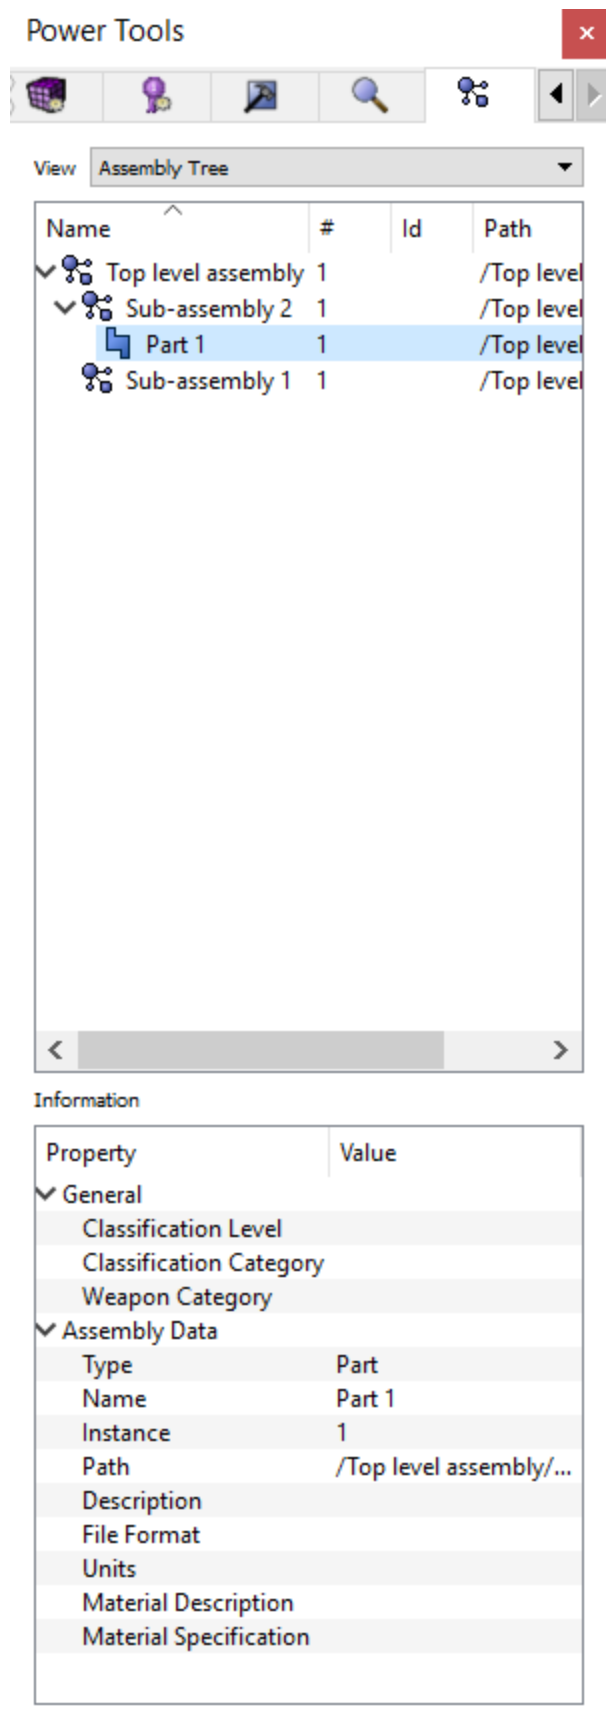 Power Tools
View Assembly Tree
Name # Id Path
Top level assembly 1 /Top level
Sub-assembly 2 1 /Top level
Part 1 1 /Top level
Sub-assembly 1 1 /Top level
Information
Property Value
General
Classification Level
Classification Category
Weapon Category
Assembly Data
Type Part
Name Part 1
Instance 1
Path /Top level assembly/...
Description
File Format
Units
Material Description
Material Specification